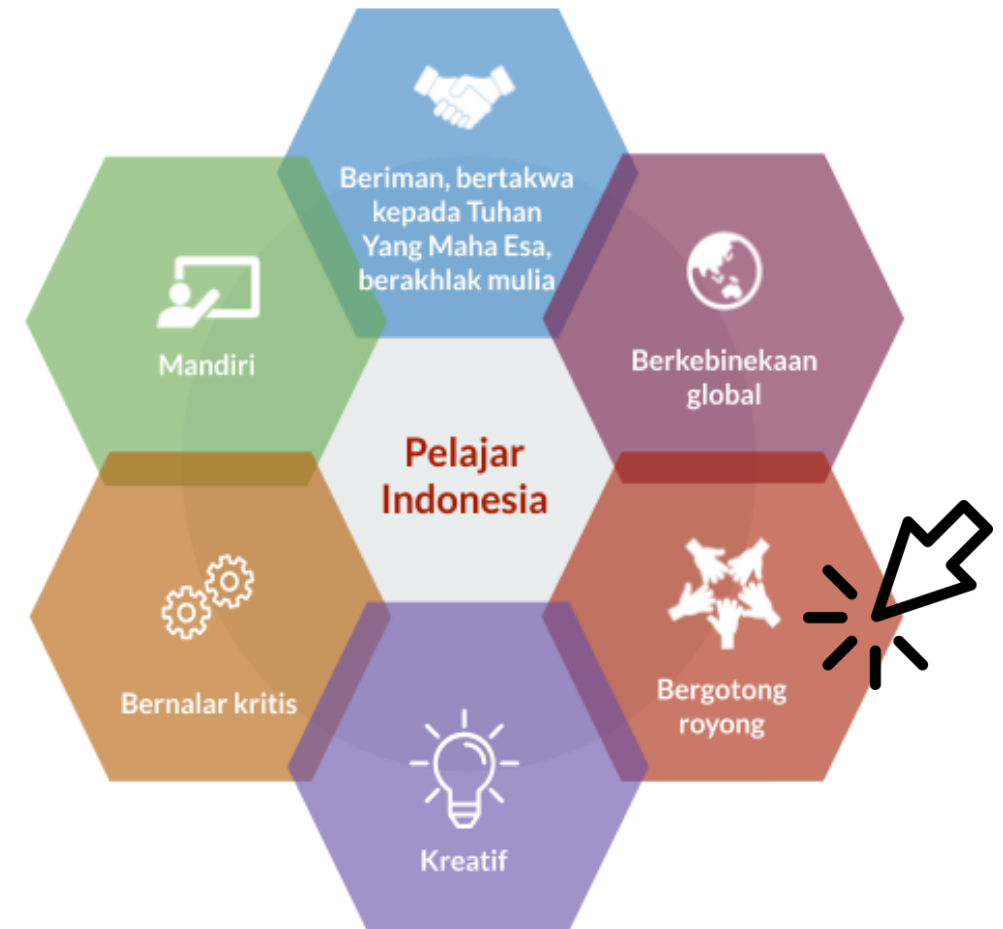 Beriman, bertakwa
kepada Tuhan
Yang Maha Esa,
berakhlak mulia
Mandiri
Berkebinekaan
global
Pelajar
Indonesia
Bernalar kritis
Bergotong
royong
Kreatif